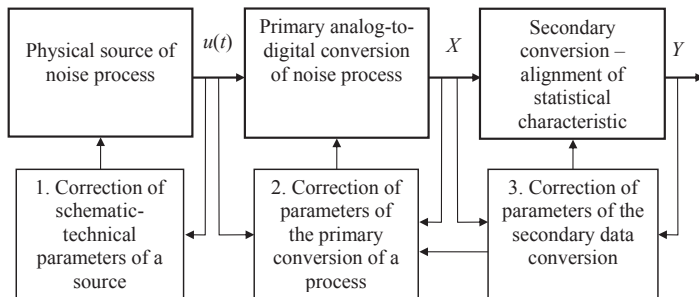 Physical source of
noise process
u(t)
Primary analog-to-
digital conversion
of noise process
X
Secondary
conversion –
alignment of
statistical
characteristic
Y
1. Correction of
schematic-
technical
parameters of a
source
2. Correction of
parameters of
the primary
conversion of a
process
3. Correction of
parameters of the
secondary data
conversion